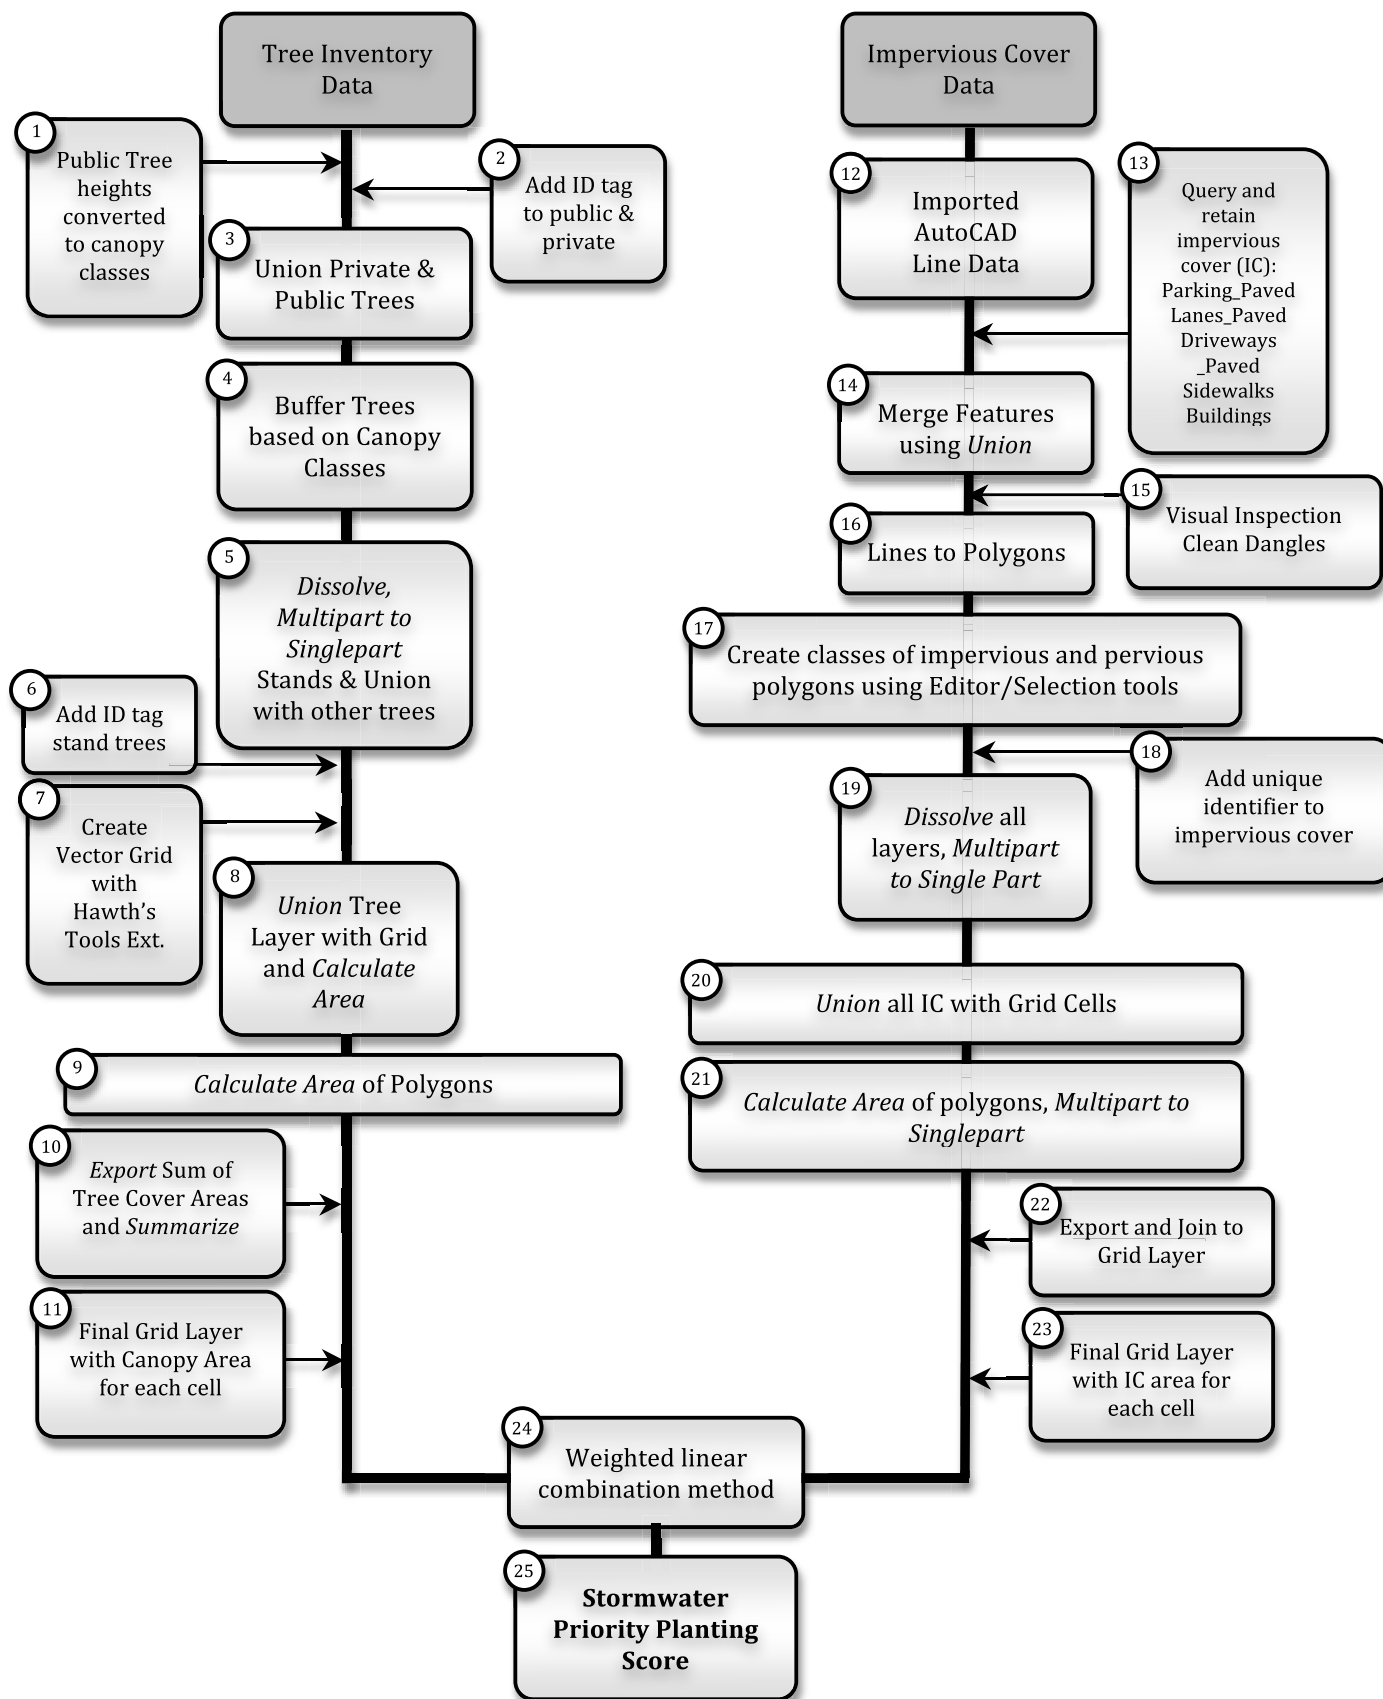 Tree Inventory
Data
1
Public Tree
heights
converted
to canopy
classes
2
Add ID tag
to public &
private
3
Union Private &
Public Trees
4
Buffer Trees
based on Canopy
Classes
5
Dissolve,
Multipart to
Singlepart
Stands & Union
with other trees
6
Add ID tag
stand trees
7
Create
Vector Grid
with
Hawth's
Tools Ext.
8
Union Tree
Layer with Grid
and Calculate
Area
9
Calculate Area of Polygons
10
Export Sum of
Tree Cover Areas
and Summarize
11
Final Grid Layer
with Canopy Area
for each cell
Impervious Cover
Data
12
Imported
AutoCAD
Line Data
13
Query and
retain
impervious
cover (IC):
Parking_Paved
Lanes_Paved
Driveways
_Paved
Sidewalks
Buildings
14
Merge Features
using Union
15
Visual Inspection
Clean Dangles
16
Lines to Polygons
17
Create classes of impervious and pervious
polygons using Editor/Selection tools
18
Add unique
identifier to
impervious cover
19
Dissolve all
layers, Multipart
to Single Part
20
Union all IC with Grid Cells
21
Calculate Area of polygons, Multipart to
Singlepart
22
Export and Join to
Grid Layer
23
Final Grid Layer
with IC area for
each cell
24
Weighted linear
combination method
25
Stormwater
Priority Planting
Score